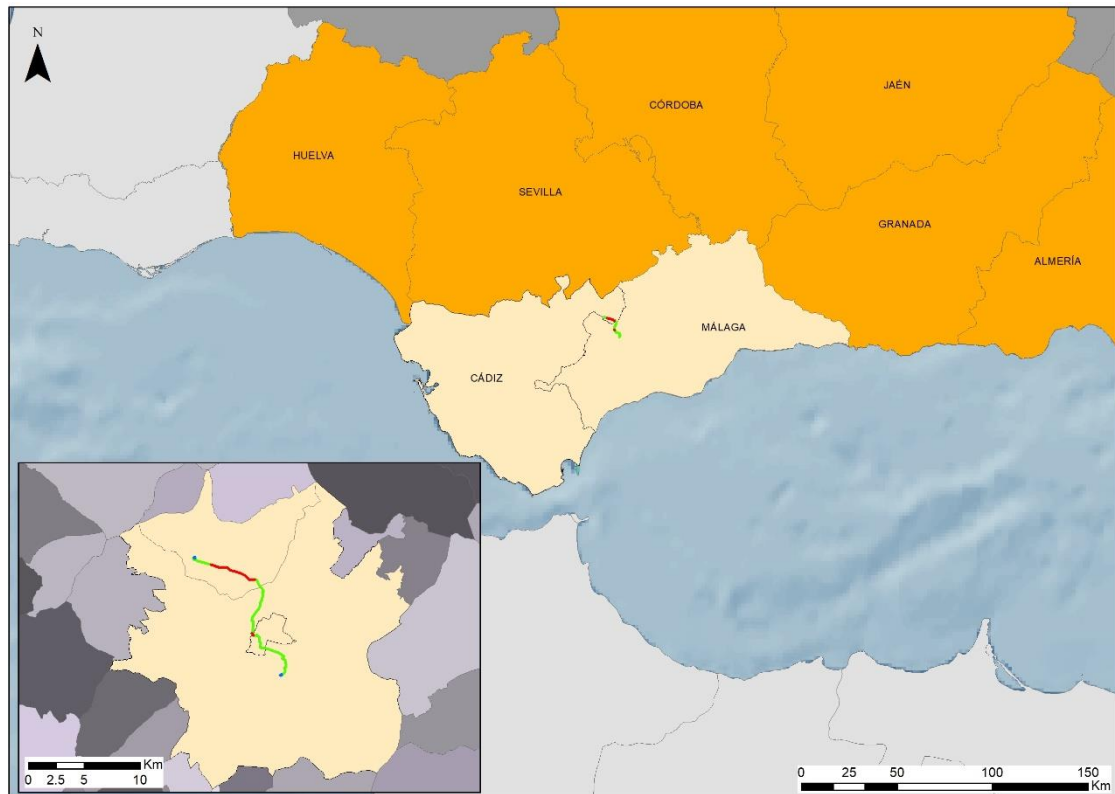 N
JAÉN
CÓRDOBA
HUELVA
SEVILLA
GRANADA
ALMERÍA
MÁLAGA
CÁDIZ
0 2.5 5 10
Km
0 25 50 100 150
Km